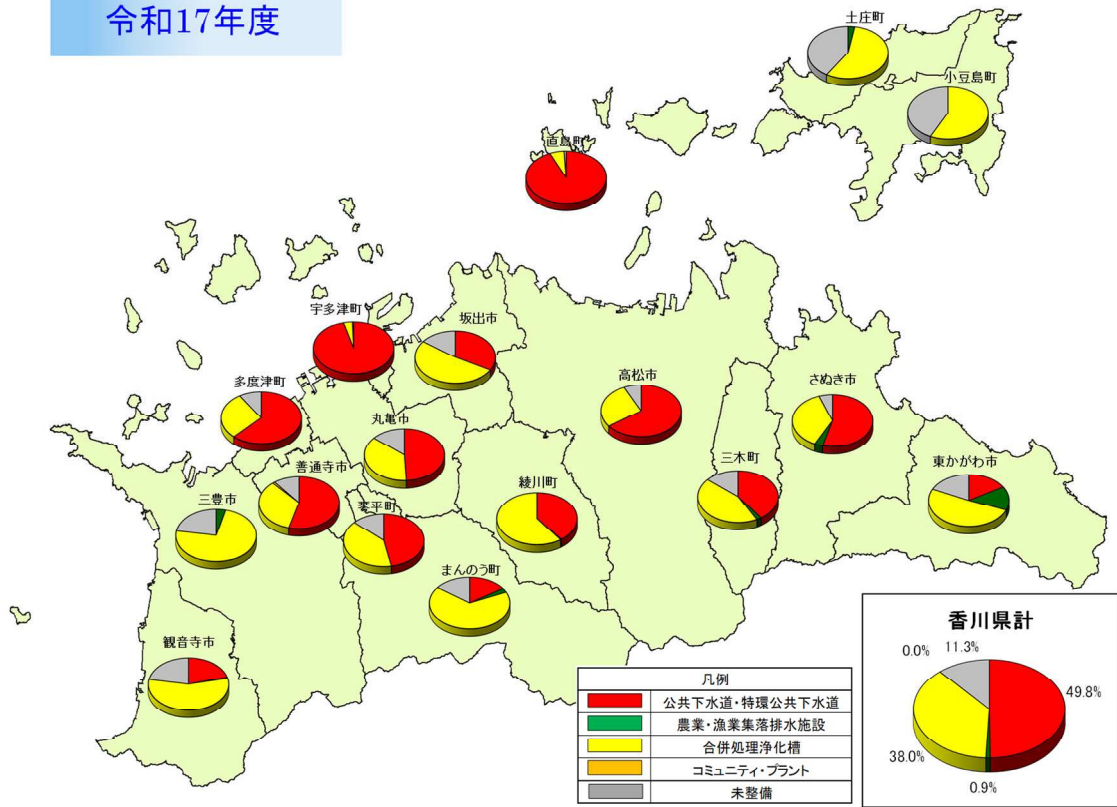 令和17年度
土庄町
小豆島町
直島町
宇多津町
坂出市
多度津町
高松市
さぬき市
丸亀市
善通寺市
三木町
東かがわ市
三豊市
綾川町
琴平町
まんのう町
観音寺市
凡例
公共下水道・特環公共下水道
農業・漁業集落排水施設
合併処理浄化槽
コミュニティ・プラント
未整備
香川県計
0.0%
11.3%
49.8%
38.0%
0.9%